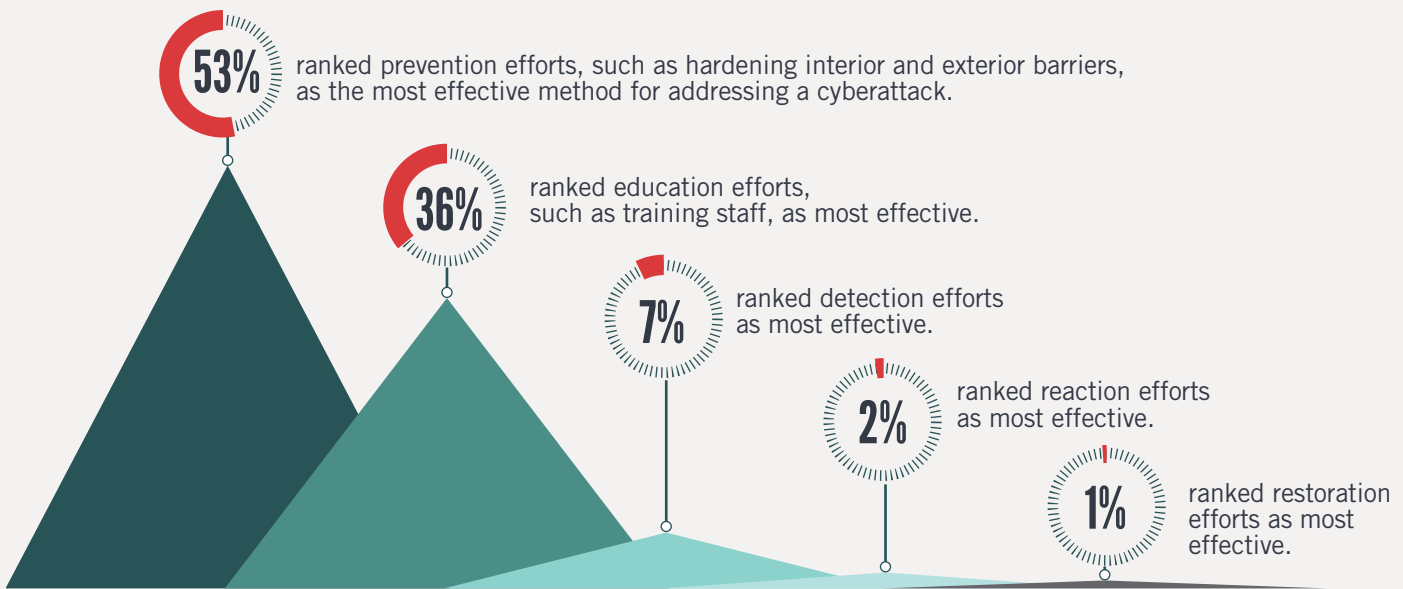 53%
ranked prevention efforts, such as hardening interior and exterior barriers,
as the most effective method for addressing a cyberattack.
36%
ranked education efforts,
such as training staff, as most effective.
7%
ranked detection efforts
as most effective.
2%
ranked reaction efforts
as most effective.
1%
ranked restoration
efforts as most
effective.